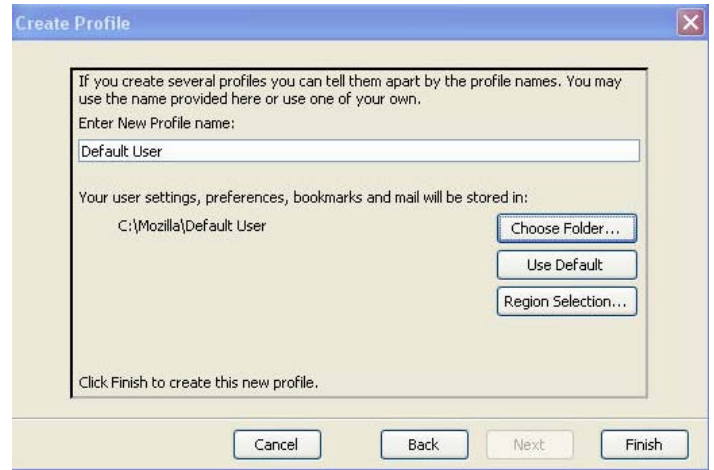 Create Profile
If you create several profiles you can tell them apart by the profile names. You may
use the name provided here or use one of your own.
Enter New Profile name:
Default User
Your user settings, preferences, bookmarks and mail will be stored in:
C:\Mozilla\Default User
Choose Folder...
Use Default
Region Selection...
Click Finish to create this new profile.
Cancel
Back
Next
Finish